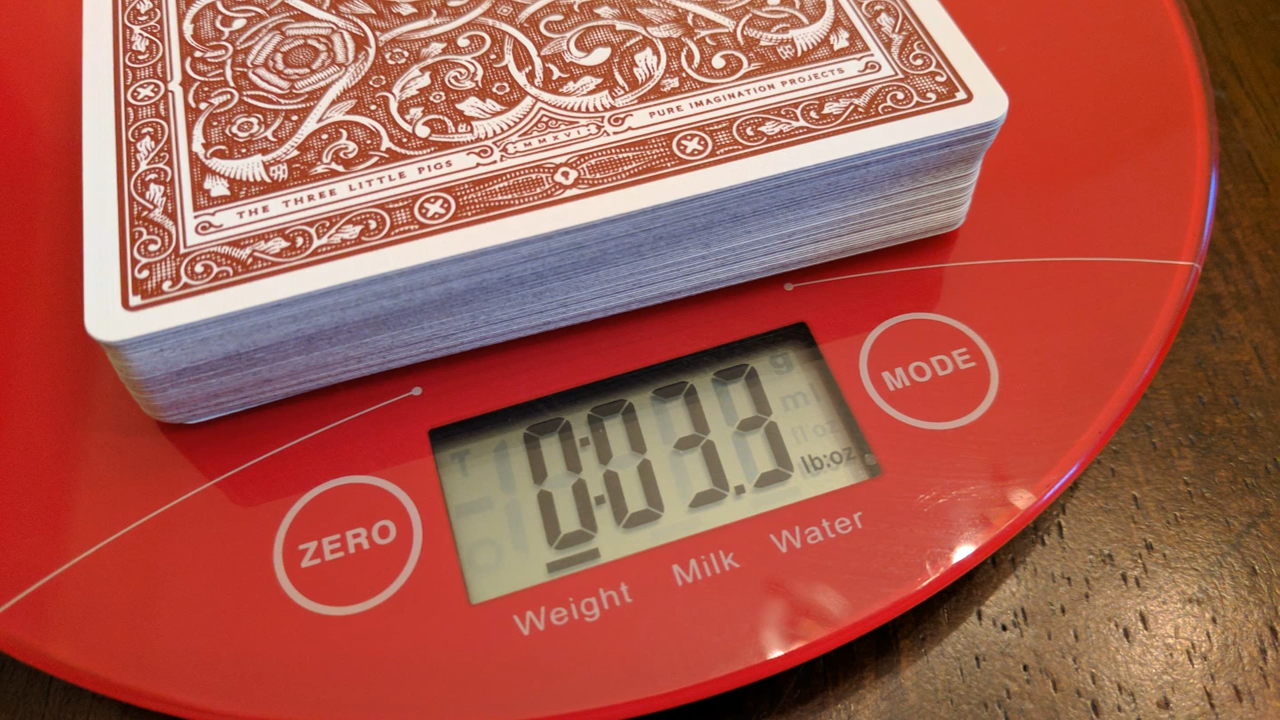 THE THREE LITTLE PIGS
MMXVI
PURE IMAGINATION PROJECTS
MODE
g
ml
fl'oz
0:03.3 lb:oz
ZERO
Weight Milk Water